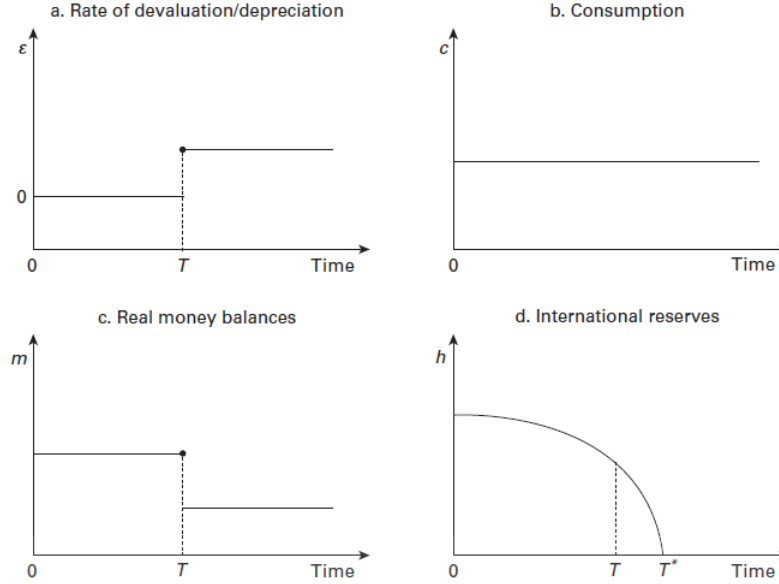 a. Rate of devaluation/depreciation
ε
0
0
T
Time
b. Consumption
c
0
Time
c. Real money balances
m
0
T
Time
d. International reserves
h
0
T
T*
Time